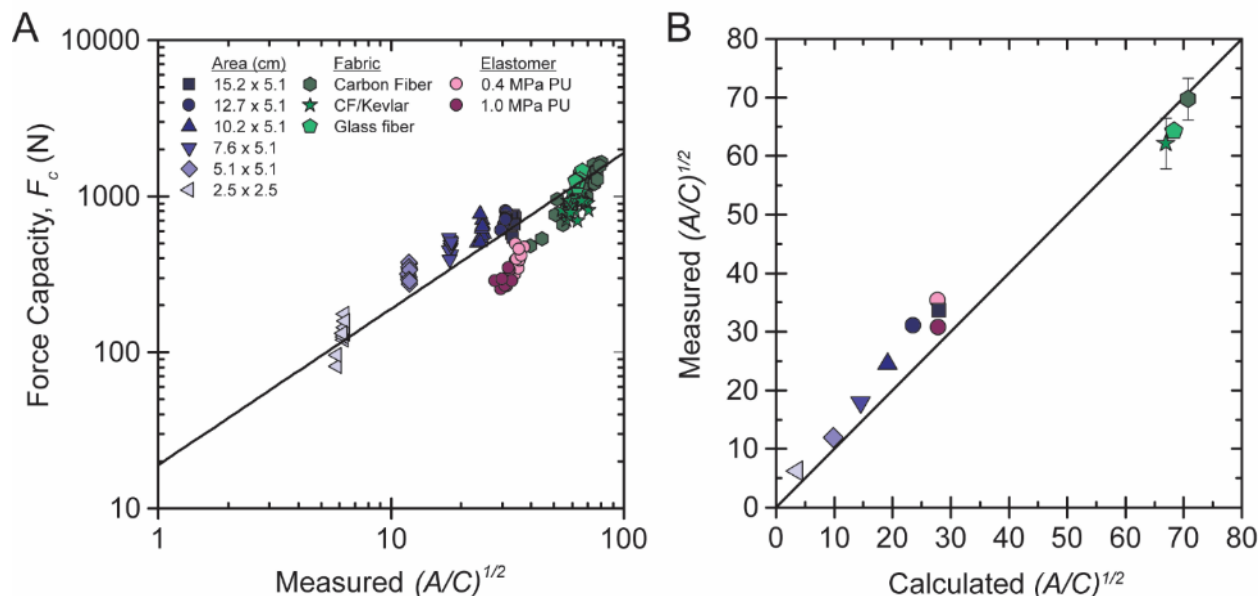 A
10000
1000
100
10
Force Capacity, F_c (N)
Area (cm)
15.2 x 5.1
12.7 x 5.1
10.2 x 5.1
7.6 x 5.1
5.1 x 5.1
2.5 x 2.5
Fabric
Carbon Fiber
CF/Kevlar
Glass fiber
Elastomer
0.4 MPa PU
1.0 MPa PU
1 10 100
Measured (A/C)^1/2
B
80
70
60
50
40
30
20
10
0
Measured (A/C)^1/2
0 10 20 30 40 50 60 70 80
Calculated (A/C)^1/2